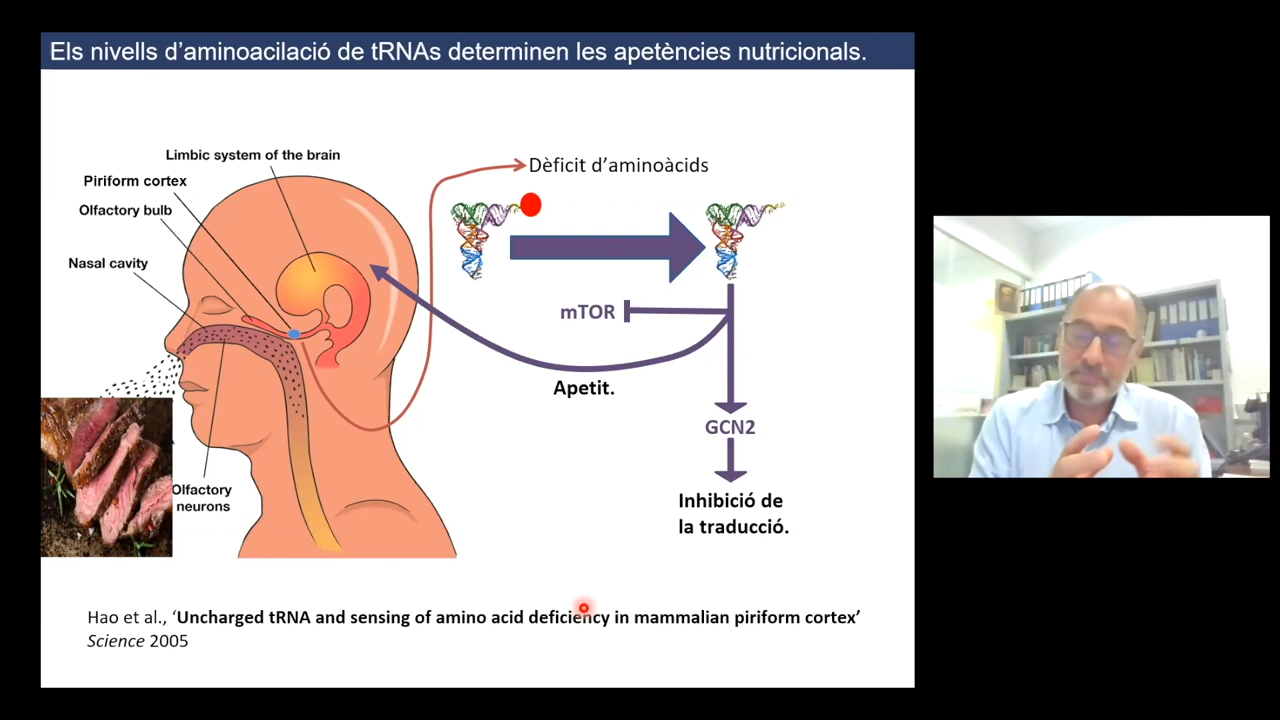 Els nivells d’aminoacilació de tRNAs determinen les apetències nutricionals.
Limbic system of the brain
Piriform cortex
Olfactory bulb
Nasal cavity
Olfactory
neurons
Dèficit d’aminoàcids
mTOR
Apetit.
GCN2
Inhibició de
la traducció.
Hao et al., ‘Uncharged tRNA and sensing of amino acid deficiency in mammalian piriform cortex’
Science 2005